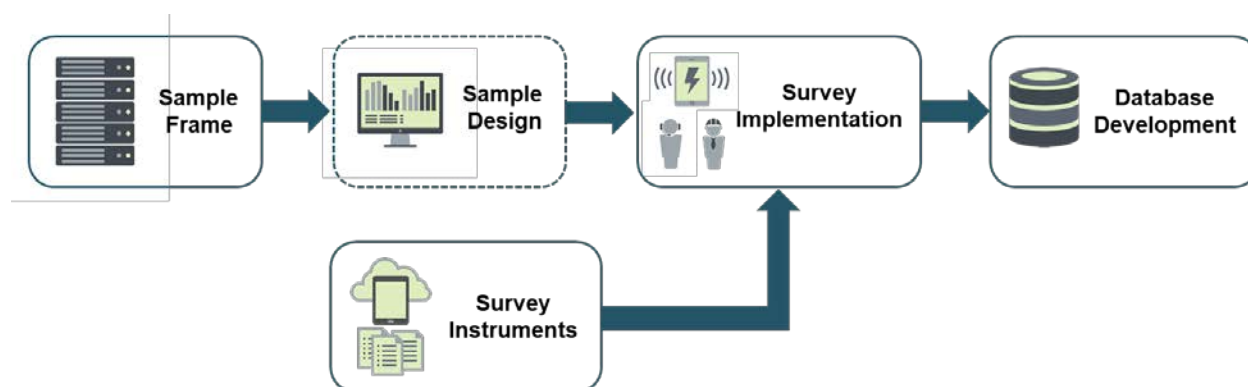 Sample
Frame
Sample
Design
Survey
Implementation
Database
Development
Survey
Instruments